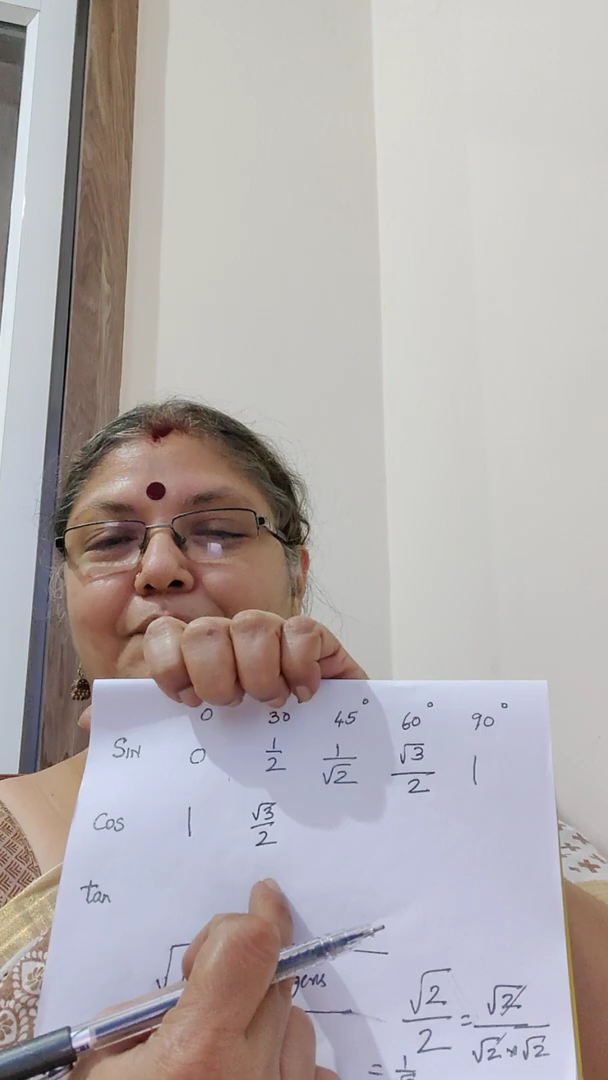 0 30 45° 60° 90°
SIN 0 1/2 1/√2 √3/2 1
Cos 1 √3/2
tan
√2/2 = √2/√2×√2